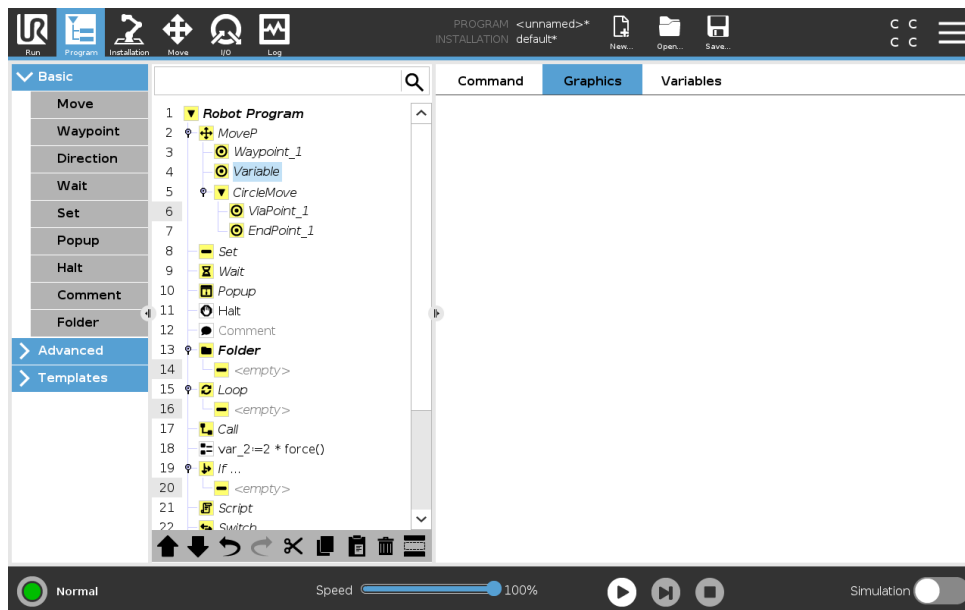 PROGRAM <unnamed>*
INSTALLATION default*
Run Program Installation Move I/O Log New... Open... Save...
C C
C C
Basic
Move
Waypoint
Direction
Wait
Set
Popup
Halt
Comment
Folder
Advanced
Templates
Command Graphics Variables
1 Robot Program
2 MoveP
3 Waypoint_1
4 Variable
5 CircleMove
6 ViaPoint_1
7 EndPoint_1
8 Set
9 Wait
10 Popup
11 Halt
12 Comment
13 Folder
14 <empty>
15 Loop
16 <empty>
17 Call
18 var_2:=2 * force()
19 If ...
20 <empty>
21 Script
22 Switch
Normal
Speed 100%
Simulation